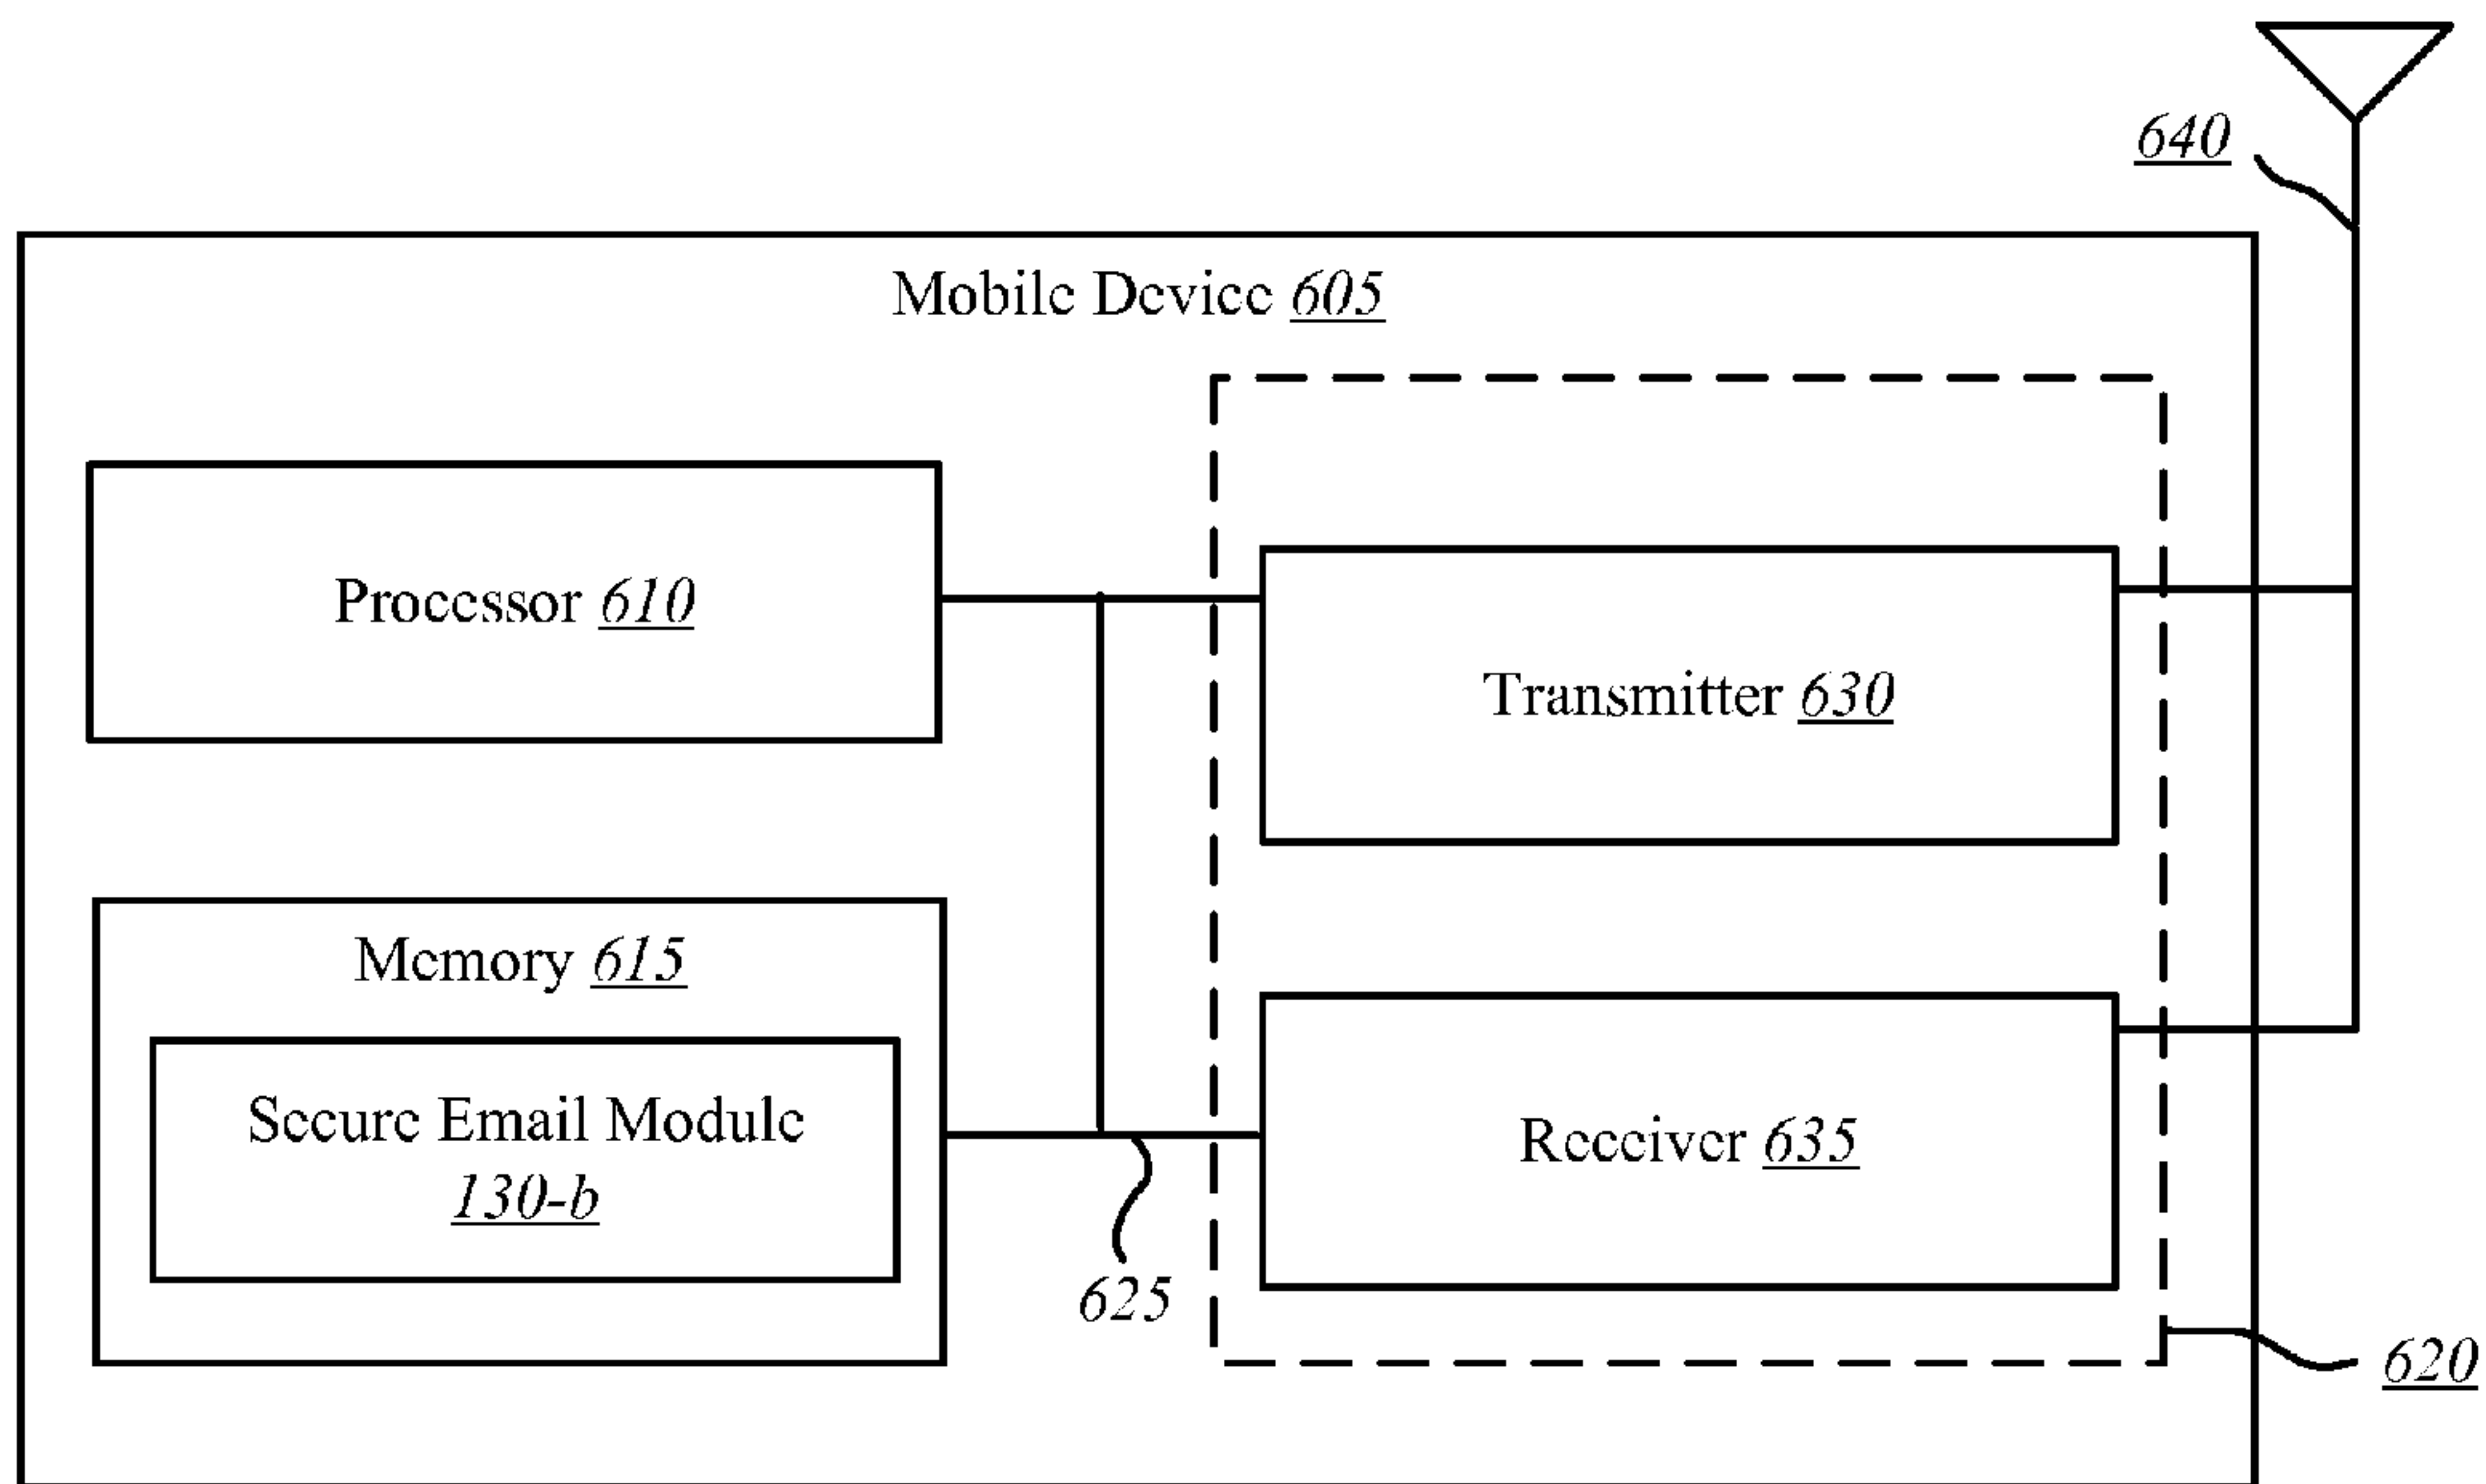 640
Mobile Device 605
Processor 610
Transmitter 630
Memory 615
Secure Email Module
130-b
Receiver 635
625
620